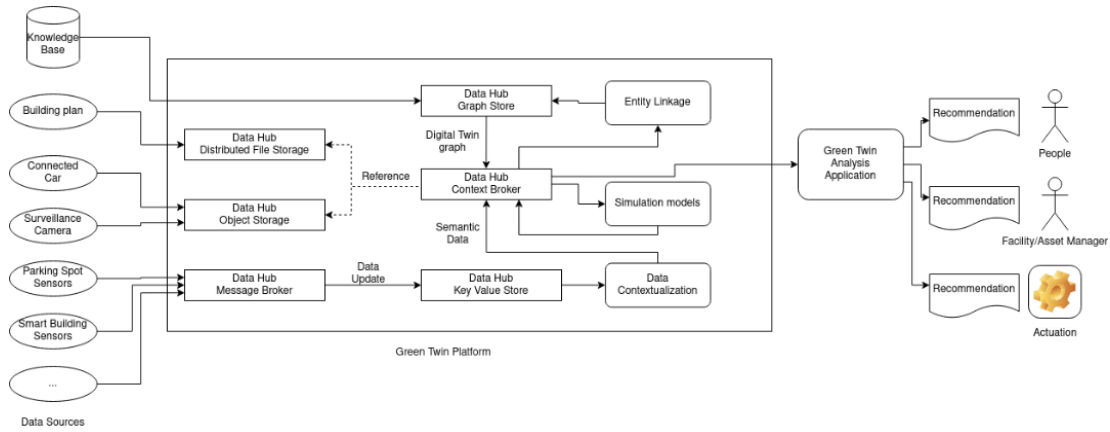 Knowledge
Base
Building plan
Connected
Car
Surveillance
Camera
Parking Spot
Sensors
Smart Building
Sensors
...
Data Sources
Data Hub
Distributed File Storage
Data Hub
Object Storage
Data Hub
Message Broker
Reference
Data
Update
Data Hub
Graph Store
Digital Twin
graph
Data Hub
Context Broker
Semantic
Data
Data Hub
Key Value Store
Entity Linkage
Simulation models
Data
Contextualization
Green Twin Platform
Green Twin
Analysis
Application
Recommendation
People
Recommendation
Facility/Asset Manager
Recommendation
Actuation